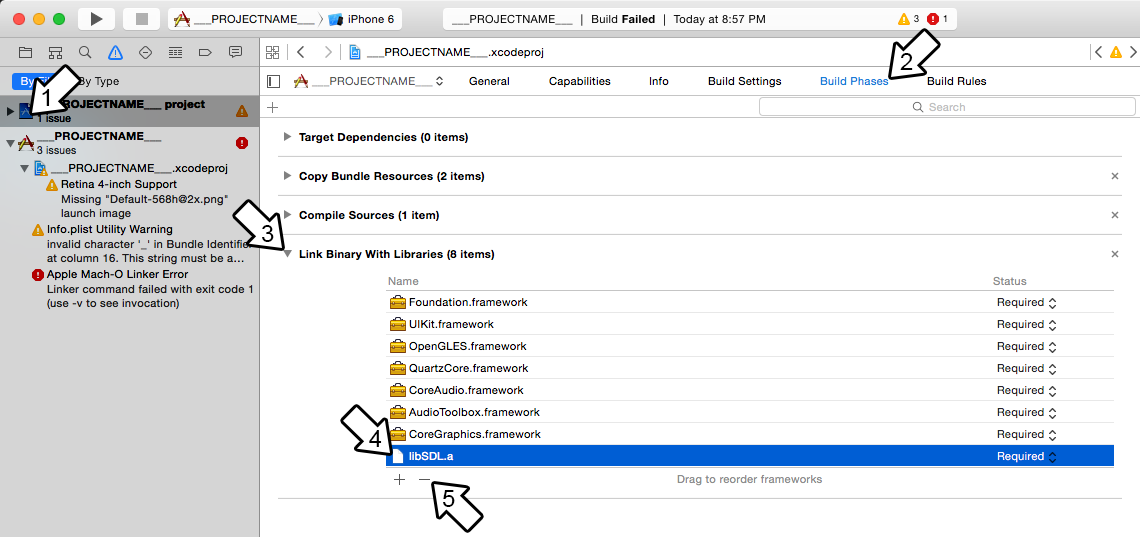 ___PROJECTNAME___ iPhone 6
___PROJECTNAME___ | Build Failed | Today at 8:57 PM
3 1
___PROJECTNAME___.xcodeproj
2
By Type
1
PROJECTNAME___ project
1 issue
___PROJECTNAME___
3 issues
___PROJECTNAME___.xcodeproj
Retina 4-inch Support
Missing "Default-568h@2x.png"
launch image
Info.plist Utility Warning
invalid character '_' in Bundle Identifie
at column 16. This string must be a...
Apple Mach-O Linker Error
Linker command failed with exit code 1
(use -v to see invocation)
___PROJECTNAME___ General Capabilities Info Build Settings Build Phases Build Rules
Search
Target Dependencies (0 items)
Copy Bundle Resources (2 items)
Compile Sources (1 item)
3
Link Binary With Libraries (8 items)
Name Status
Foundation.framework Required
UIKit.framework Required
OpenGLES.framework Required
QuartzCore.framework Required
CoreAudio.framework Required
AudioToolbox.framework Required
CoreGraphics.framework Required
4
libSDL.a Required
Drag to reorder frameworks
5